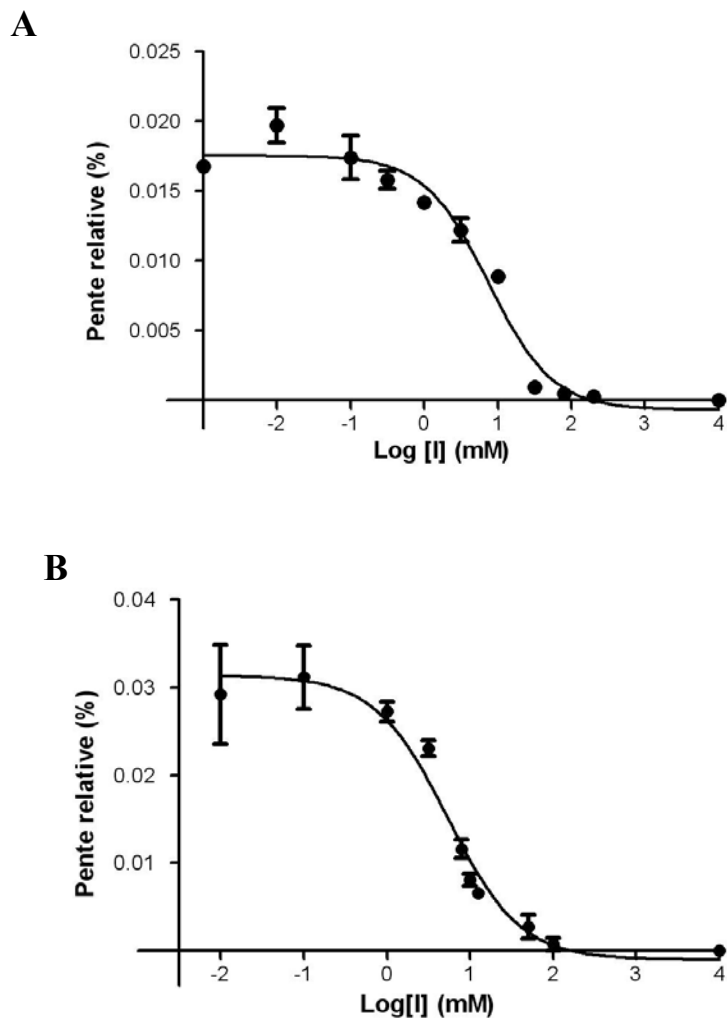 A
0.025
0.020
0.015
0.010
0.005
Pente relative (%)
-2 -1 0 1 2 3 4
Log [I] (mM)
B
0.04
0.03
0.02
0.01
Pente relative (%)
-2 -1 0 1 2 3 4
Log[I] (mM)